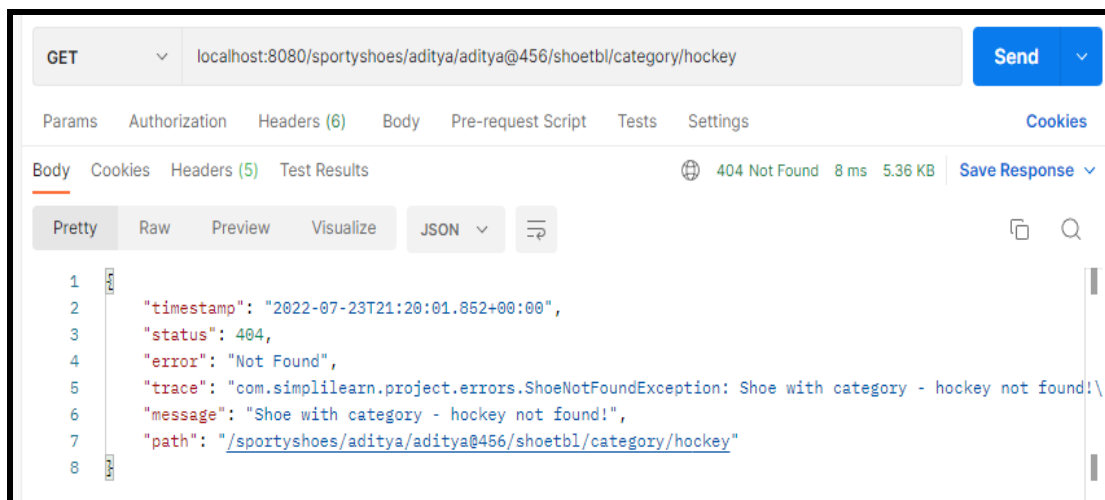 GET localhost:8080/sportyshoes/aditya/aditya@456/shoetbl/category/hockey Send
Params Authorization Headers (6) Body Pre-request Script Tests Settings Cookies
Body Cookies Headers (5) Test Results 404 Not Found 8 ms 5.36 KB Save Response
Pretty Raw Preview Visualize JSON
1 {
2 "timestamp": "2022-07-23T21:20:01.852+00:00",
3 "status": 404,
4 "error": "Not Found",
5 "trace": "com.simplilearn.project.errors.ShoeNotFoundException: Shoe with category - hockey not found!\
6 "message": "Shoe with category - hockey not found!",
7 "path": "/sportyshoes/aditya/aditya@456/shoetbl/category/hockey"
8 }